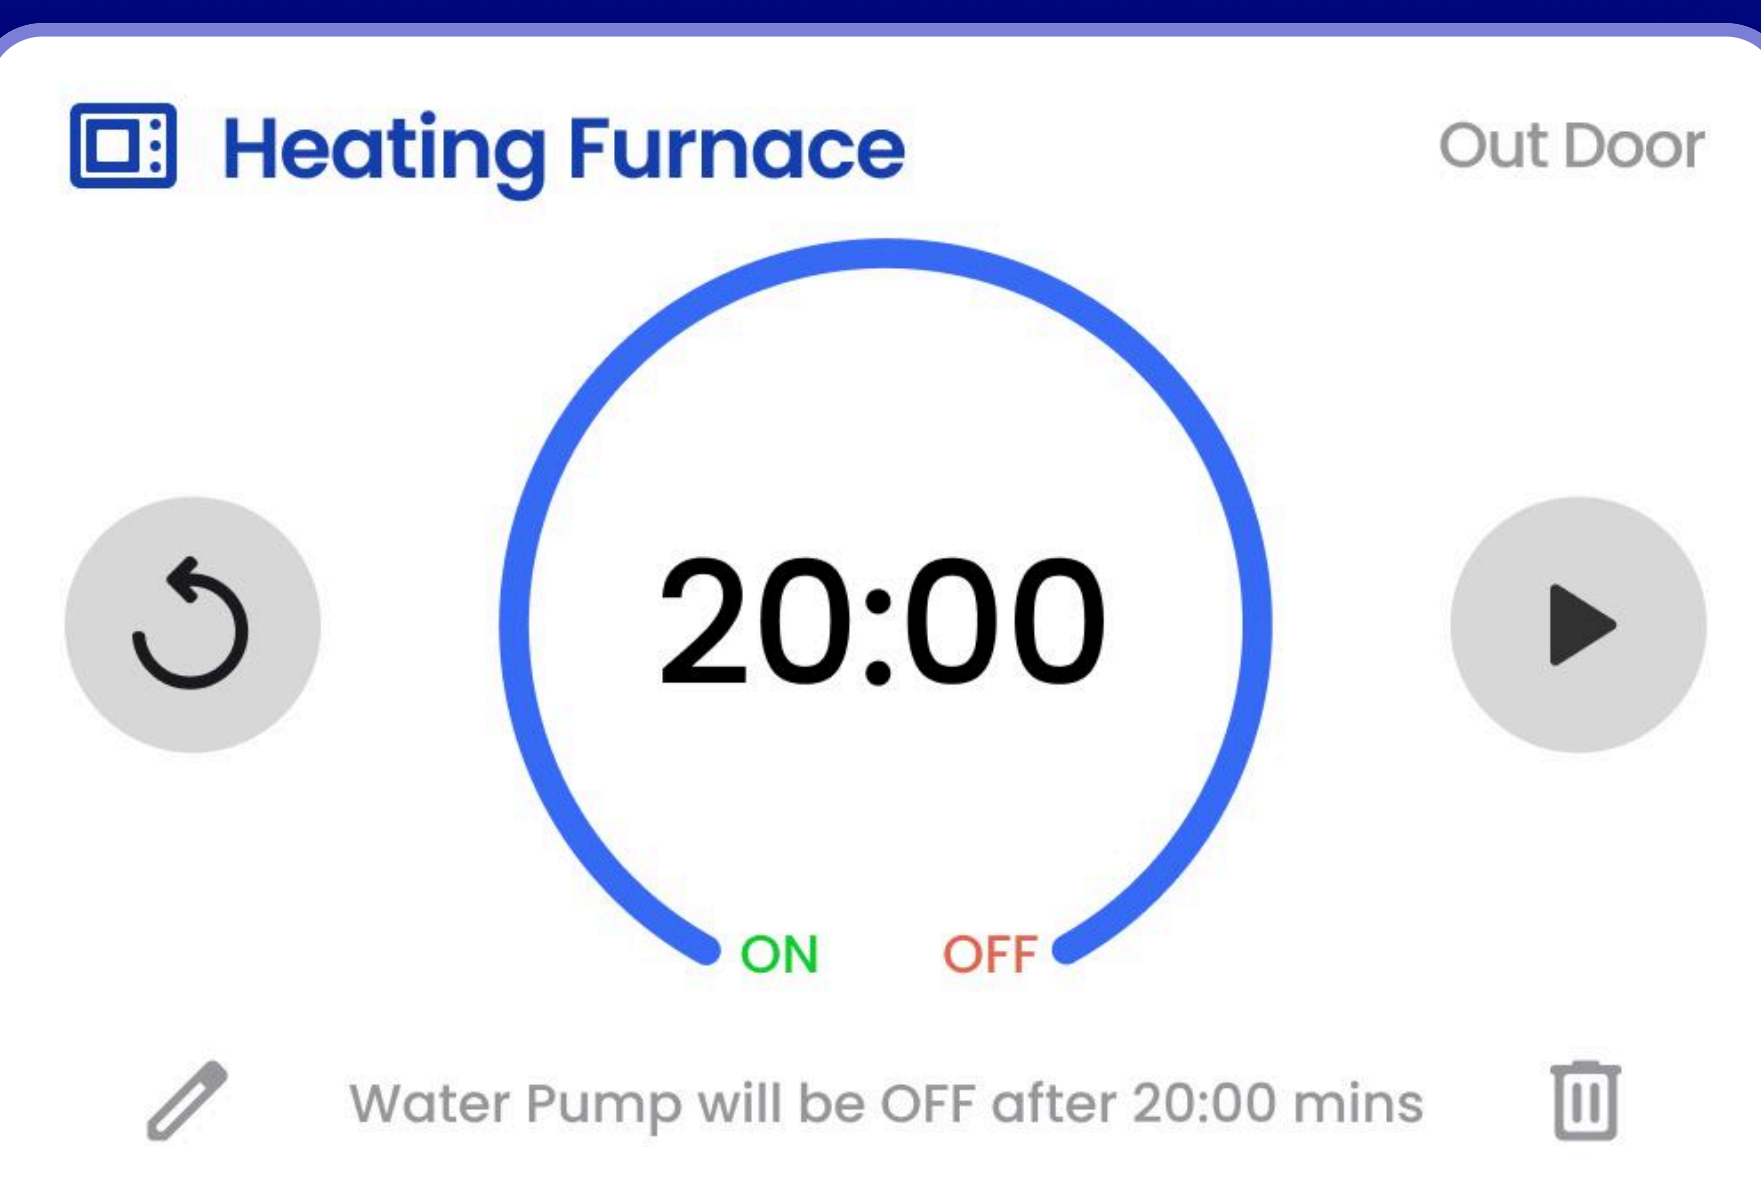 Heating Furnace
Out Door
20:00
ON
OFF
Water Pump will be OFF after 20:00 mins